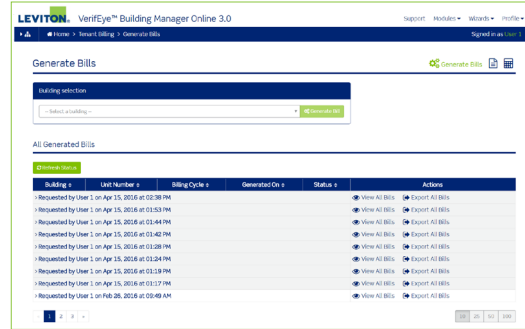 LEVITON. VerifEye™ Building Manager Online 3.0
Support Modules Wizards Profile
Home > Tenant Billing > Generate Bills
Signed in as User 1
Generate Bills
Generate Bills
Building selection
-- Select a building --
Generate Bill
All Generated Bills
Refresh Status
Building Unit Number Billing Cycle Generated On Status Actions
> Requested by User 1 on Apr 15, 2016 at 02:38 PM View All Bills Export All Bills
> Requested by User 1 on Apr 15, 2016 at 01:53 PM View All Bills Export All Bills
> Requested by User 1 on Apr 15, 2016 at 01:44 PM View All Bills Export All Bills
> Requested by User 1 on Apr 15, 2016 at 01:42 PM View All Bills Export All Bills
> Requested by User 1 on Apr 15, 2016 at 01:28 PM View All Bills Export All Bills
> Requested by User 1 on Apr 15, 2016 at 01:24 PM View All Bills Export All Bills
> Requested by User 1 on Apr 15, 2016 at 01:19 PM View All Bills Export All Bills
> Requested by User 1 on Apr 15, 2016 at 01:17 PM View All Bills Export All Bills
> Requested by User 1 on Feb 26, 2016 at 09:49 AM View All Bills Export All Bills
« 1 2 3 »
10 25 50 100